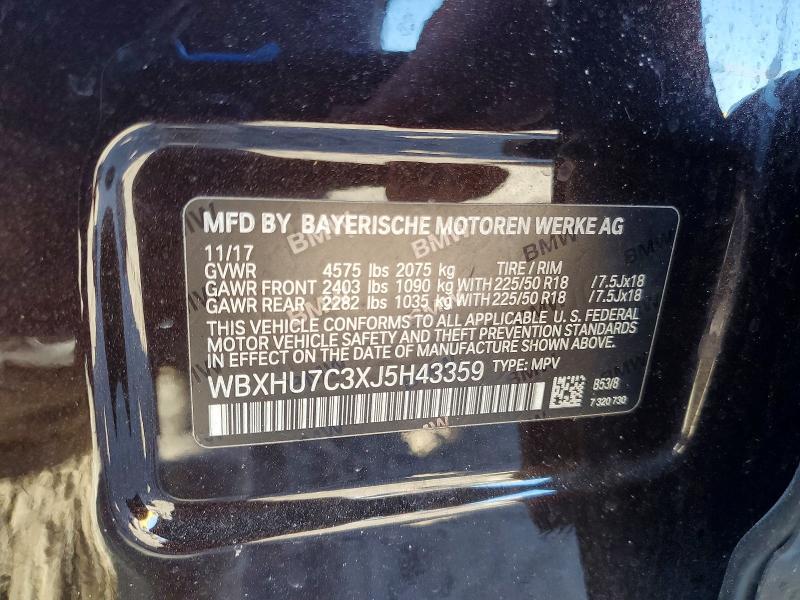 MFD BY BAYERISCHE MOTOREN WERKE AG
11/17
GVWR 4575 lbs 2075 kg TIRE / RIM
GAWR FRONT 2403 lbs 1090 kg WITH 225/50 R18 /7.5Jx18
GAWR REAR 2282 lbs 1035 kg WITH 225/50 R18 /7.5Jx18
THIS VEHICLE CONFORMS TO ALL APPLICABLE U. S. FEDERAL
MOTOR VEHICLE SAFETY AND THEFT PREVENTION STANDARDS
IN EFFECT ON THE DATE OF MANUFACTURE SHOWN ABOVE.
WBXHU7C3XJ5H43359 TYPE: MPV
B53/8
7 320 730